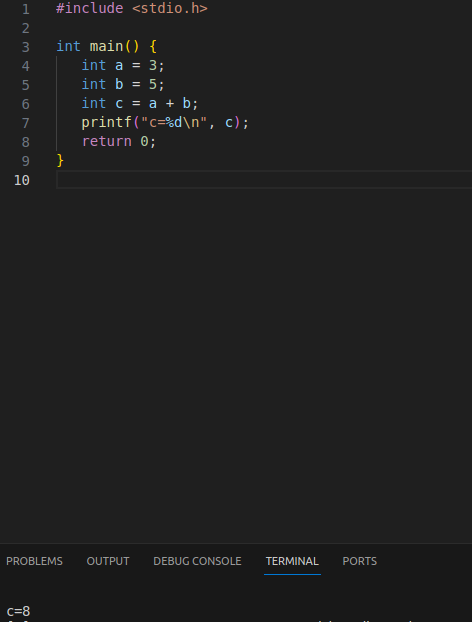 1 #include <stdio.h>
2
3 int main() {
4    int a = 3;
5    int b = 5;
6    int c = a + b;
7    printf("c=%d\n", c);
8    return 0;
9 }
10
PROBLEMS OUTPUT DEBUG CONSOLE TERMINAL PORTS
c=8